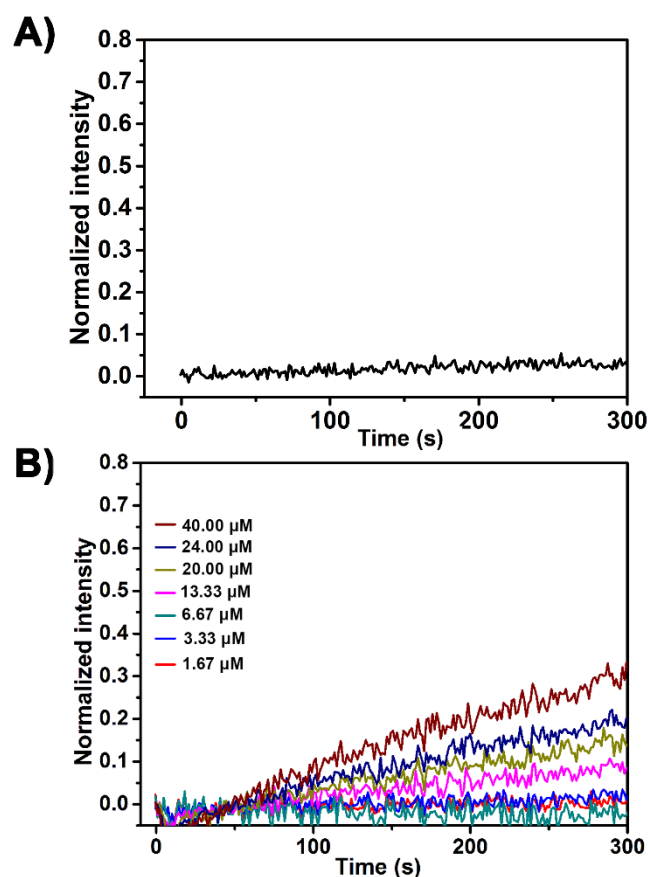 A)
Normalized intensity
0.8
0.7
0.6
0.5
0.4
0.3
0.2
0.1
0.0
0 100 200 300
Time (s)
B)
Normalized intensity
0.8
0.7
0.6
0.5
0.4
0.3
0.2
0.1
0.0
40.00 µM
24.00 µM
20.00 µM
13.33 µM
6.67 µM
3.33 µM
1.67 µM
0 100 200 300
Time (s)